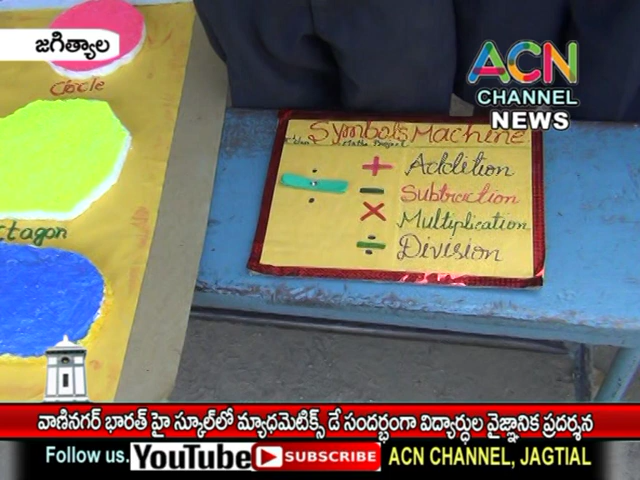 జగిత్యాల
ACN
CHANNEL
NEWS
Circle
ctagon
Symbols Machine
Maths Project
+ Addition
− Subtraction
× Multiplication
÷ Division
వాణినగర్ భారత్ హై స్కూల్‌లో మ్యాథమెటిక్స్ డే సందర్భంగా విద్యార్ధుల వైజ్ఞానిక ప్రదర్శన
Follow us. YouTube SUBSCRIBE ACN CHANNEL, JAGTIAL